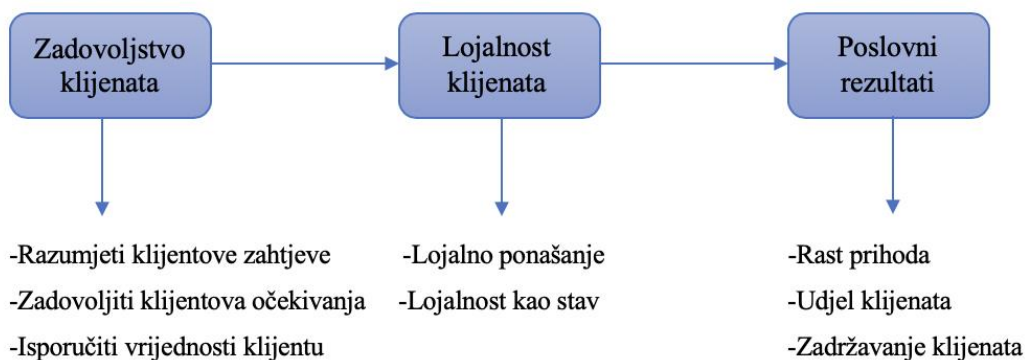 Zadovoljstvo
klijenata
Lojalnost
klijenata
Poslovni
rezultati
-Razumjeti klijentove zahtjeve
-Zadovoljiti klijentova očekivanja
-Isporučiti vrijednosti klijentu
-Lojalno ponašanje
-Lojalnost kao stav
-Rast prihoda
-Udjel klijenata
-Zadržavanje klijenata